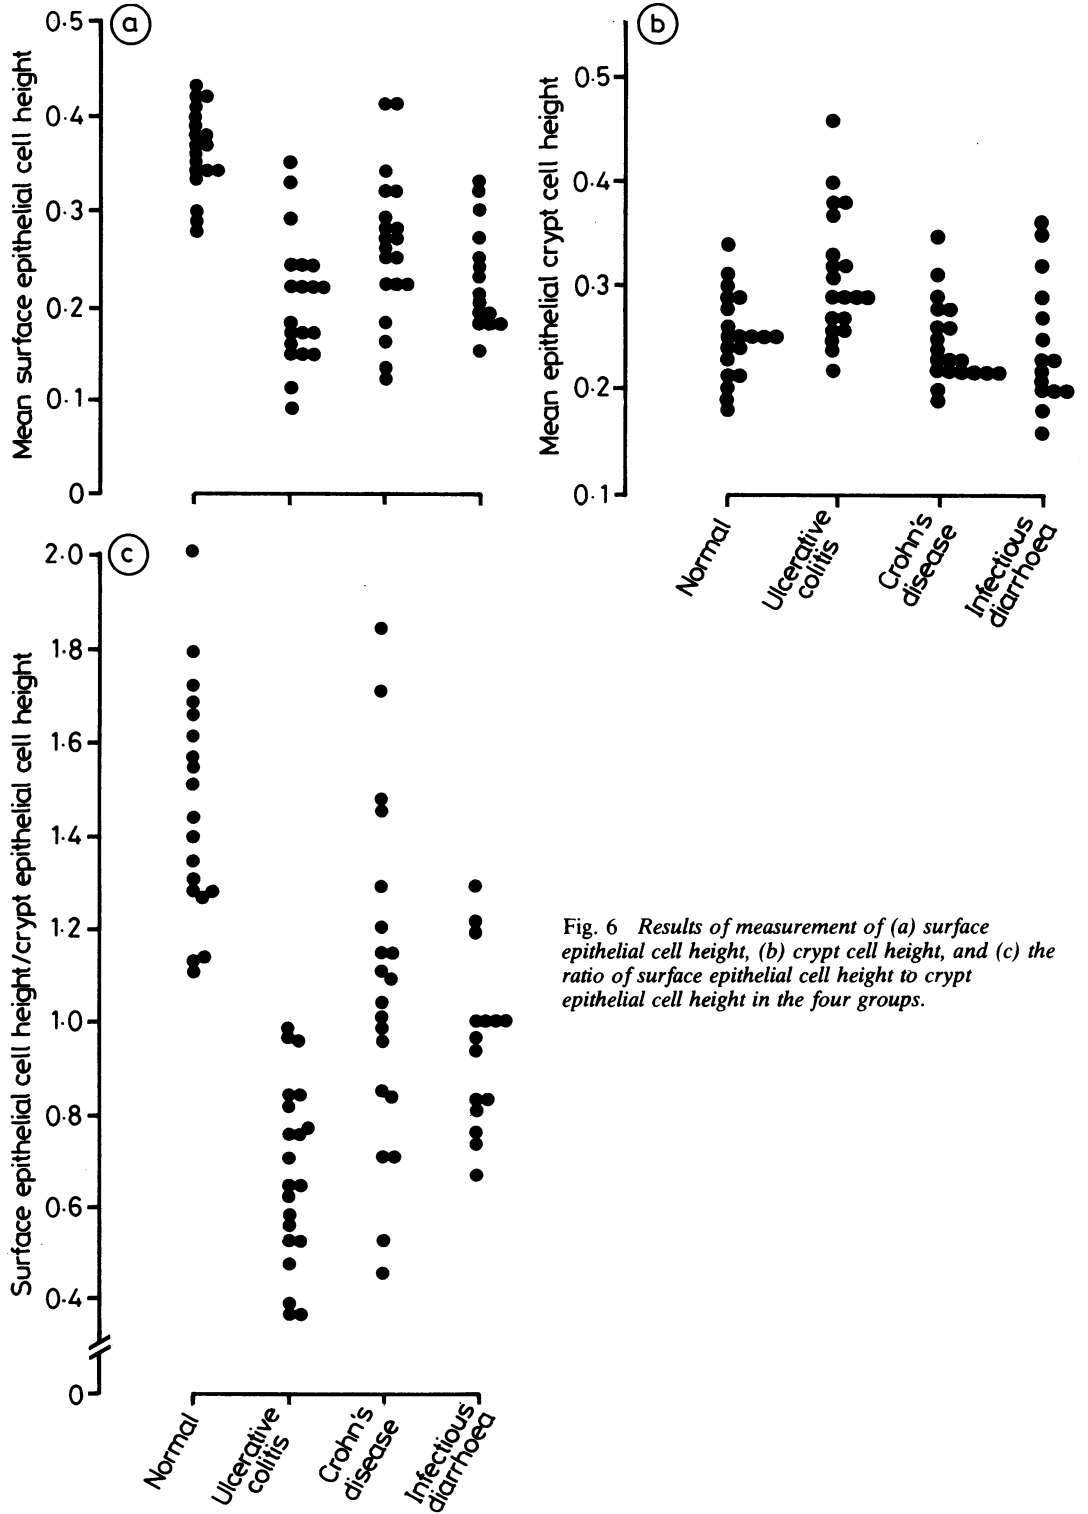 a
0·5
0·4
0·3
0·2
0·1
0
Mean surface epithelial cell height
b
0·5
0·4
0·3
0·2
0·1
Mean epithelial crypt cell height
Normal
Ulcerative
colitis
Crohn's
disease
Infectious
diarrhoea
c
2·0
1·8
1·6
1·4
1·2
1·0
0·8
0·6
0·4
0
Surface epithelial cell height/crypt epithelial cell height
Normal
Ulcerative
colitis
Crohn's
disease
Infectious
diarrhoea
Fig. 6 Results of measurement of (a) surface
epithelial cell height, (b) crypt cell height, and (c) the
ratio of surface epithelial cell height to crypt
epithelial cell height in the four groups.